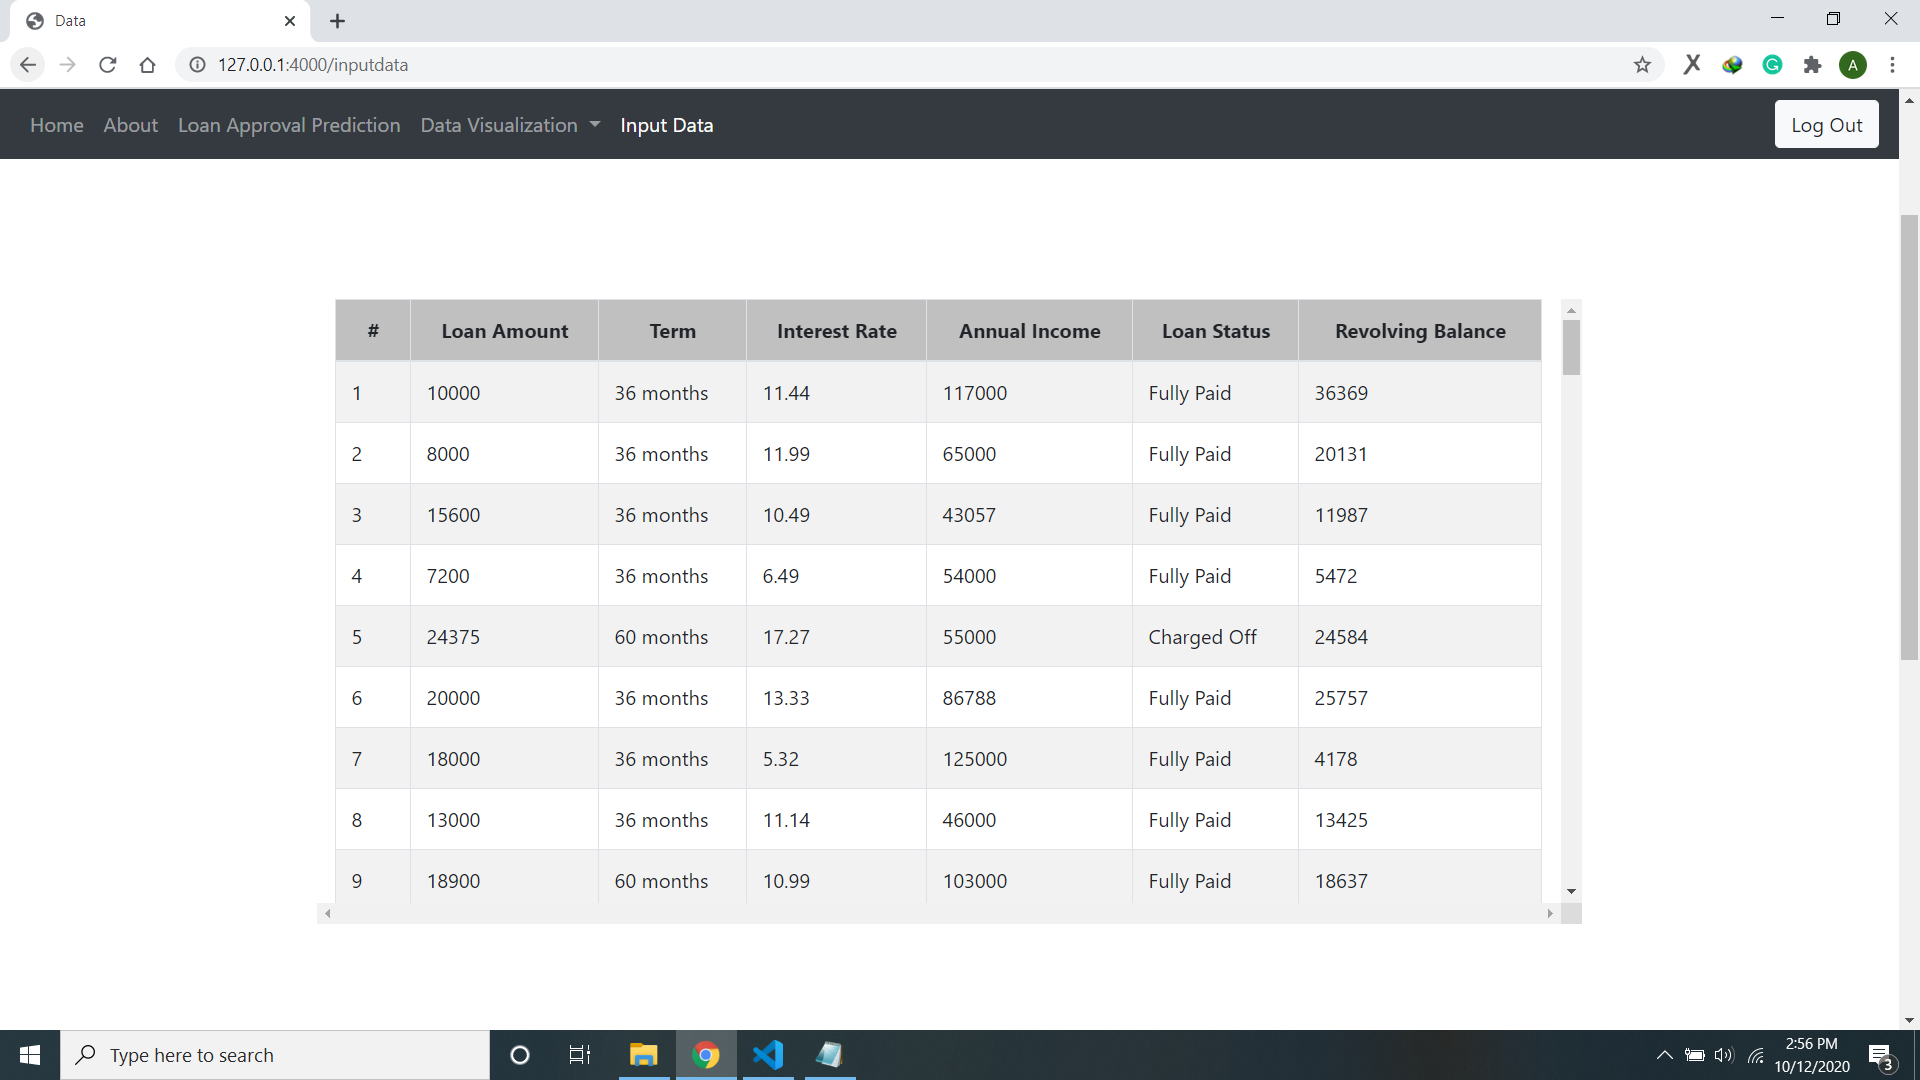 Data
127.0.0.1:4000/inputdata
A
Home About Loan Approval Prediction Data Visualization Input Data Log Out
# Loan Amount Term Interest Rate Annual Income Loan Status Revolving Balance
1 10000 36 months 11.44 117000 Fully Paid 36369
2 8000 36 months 11.99 65000 Fully Paid 20131
3 15600 36 months 10.49 43057 Fully Paid 11987
4 7200 36 months 6.49 54000 Fully Paid 5472
5 24375 60 months 17.27 55000 Charged Off 24584
6 20000 36 months 13.33 86788 Fully Paid 25757
7 18000 36 months 5.32 125000 Fully Paid 4178
8 13000 36 months 11.14 46000 Fully Paid 13425
9 18900 60 months 10.99 103000 Fully Paid 18637
Type here to search
2:56 PM
10/12/2020
3